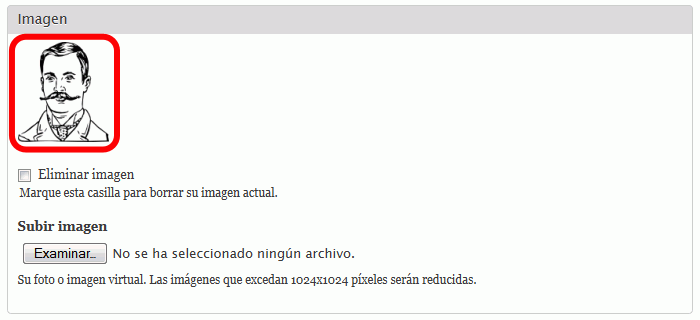 Imagen
Eliminar imagen
Marque esta casilla para borrar su imagen actual.
Subir imagen
Examinar... No se ha seleccionado ningún archivo.
Su foto o imagen virtual. Las imágenes que excedan 1024x1024 píxeles serán reducidas.